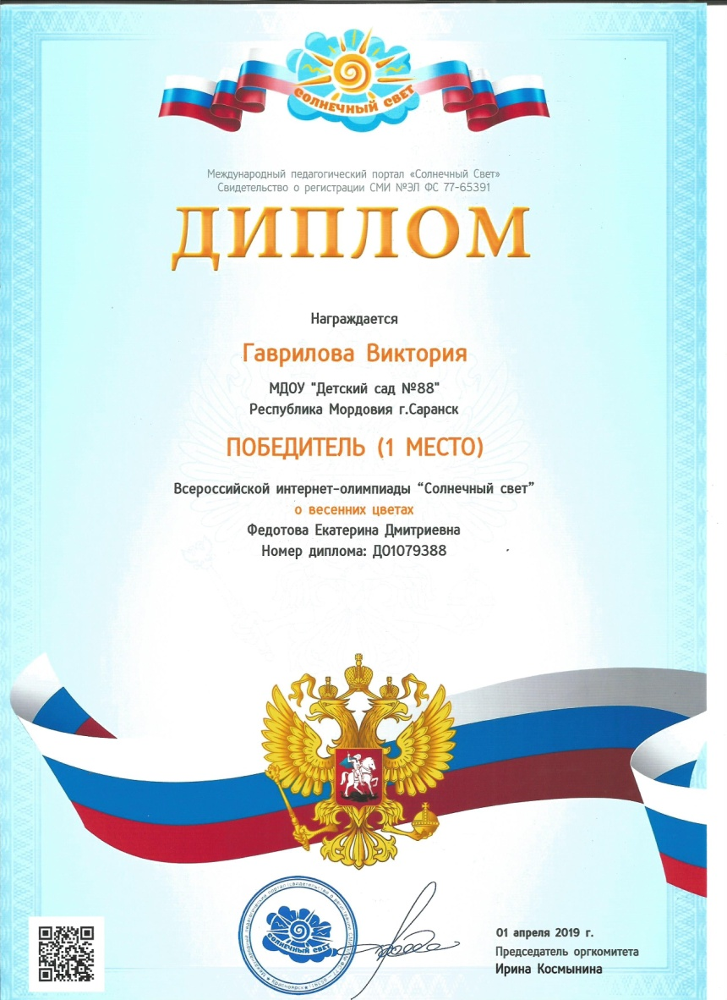 СОЛНЕЧНЫЙ СВЕТ
Международный педагогический портал «Солнечный Свет»
Свидетельство о регистрации СМИ №ЭЛ ФС 77-65391
ДИПЛОМ
Награждается
Гаврилова Виктория
МДОУ "Детский сад №88"
Республика Мордовия г.Саранск
ПОБЕДИТЕЛЬ (1 МЕСТО)
Всероссийской интернет-олимпиады “Солнечный свет”
о весенних цветах
Федотова Екатерина Дмитриевна
Номер диплома: ДО1079388
СОЛНЕЧНЫЙ СВЕТ
01 апреля 2019 г.
Председатель оргкомитета
Ирина Космынина